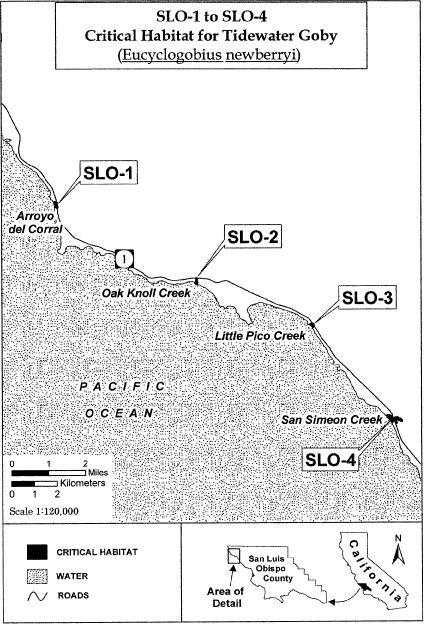 SLO-1 to SLO-4
Critical Habitat for Tidewater Goby
(Eucyclogobius newberryi)
SLO-1
Arroyo
del Corral
SLO-2
1
Oak Knoll Creek
SLO-3
Little Pico Creek
PACIFIC
OCEAN
San Simeon Creek
SLO-4
0 1 2
Miles
Kilometers
0 1 2
Scale 1:120,000
CRITICAL HABITAT
WATER
ROADS
San Luis
Obispo
County
Area of
Detail
California
N